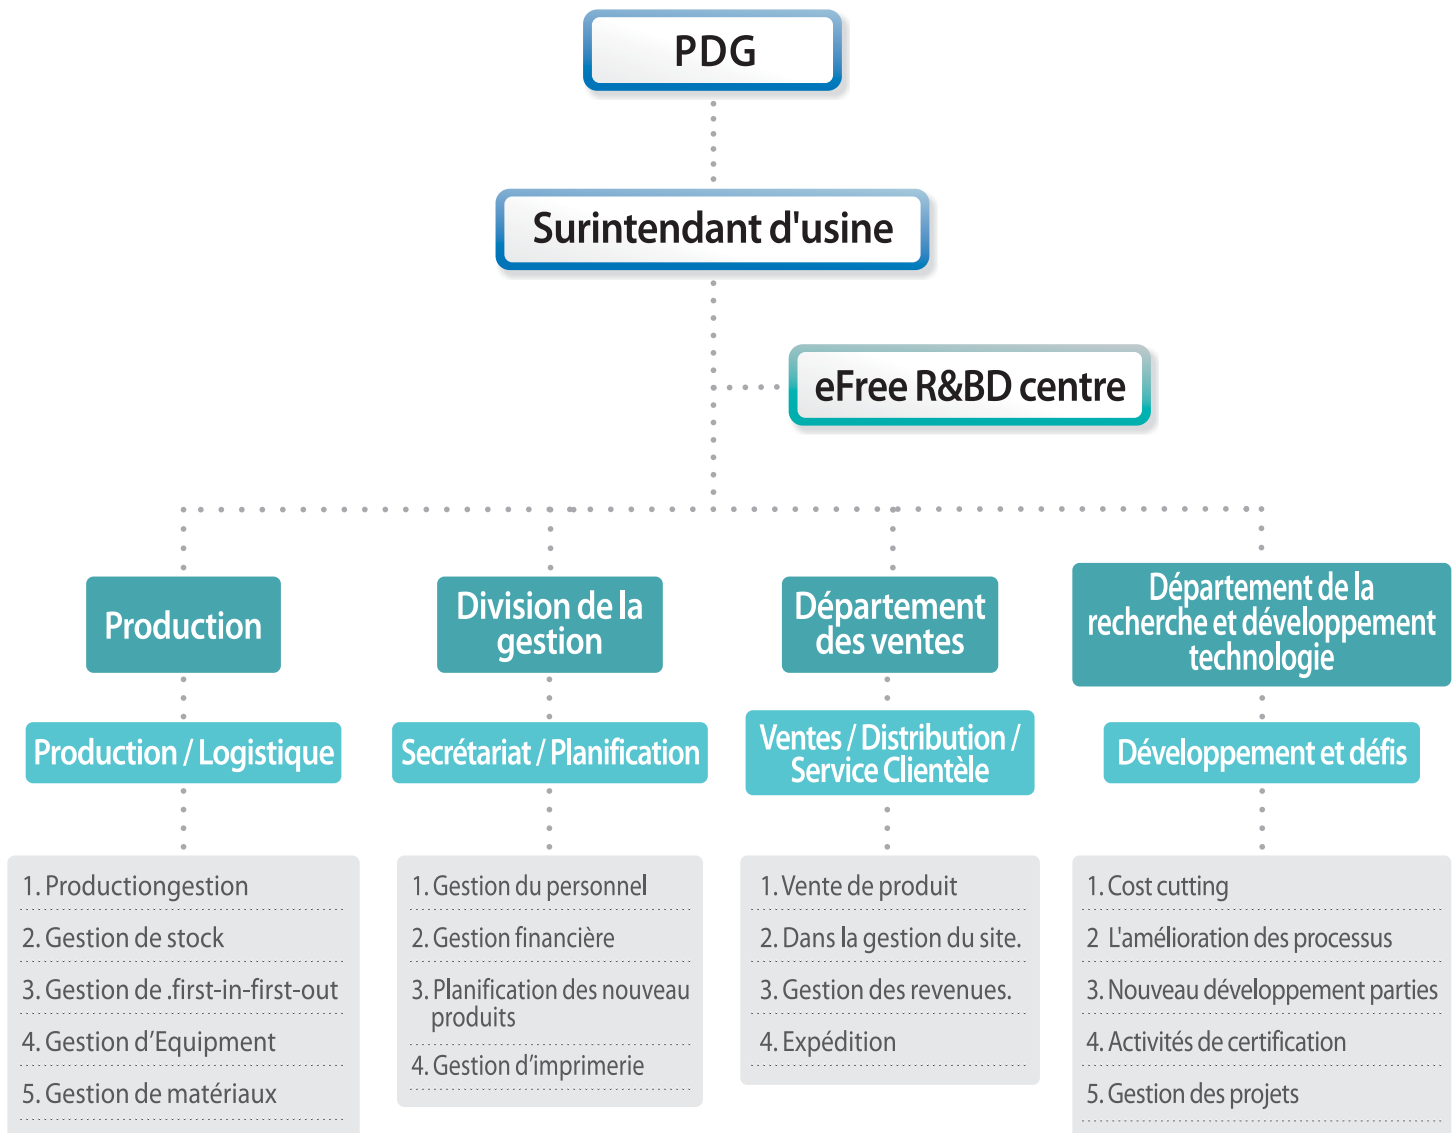 PDG
Surintendant d'usine
eFree R&BD centre
Production
Division de la
gestion
Département
des ventes
Département de la
recherche et développement
technologie
Production / Logistique
Secrétariat / Planification
Ventes / Distribution /
Service Clientèle
Développement et défis
1. Productiongestion
2. Gestion de stock
3. Gestion de .first-in-first-out
4. Gestion d’Equipment
5. Gestion de matériaux
1. Gestion du personnel
2. Gestion financière
3. Planification des nouveau
produits
4. Gestion d’imprimerie
1. Vente de produit
2. Dans la gestion du site.
3. Gestion des revenues.
4. Expédition
1. Cost cutting
2 L'amélioration des processus
3. Nouveau développement parties
4. Activités de certification
5. Gestion des projets